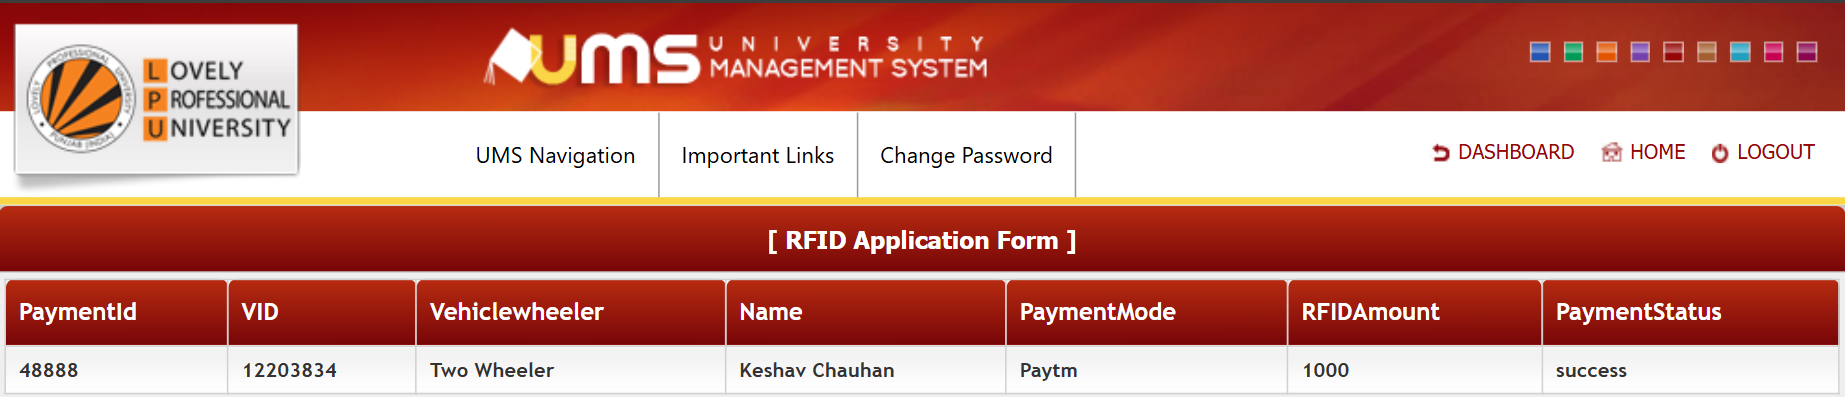 LOVELY
PROFESSIONAL
UNIVERSITY
LOVELY PROFESSIONAL UNIVERSITY
PUNJAB (INDIA)
UMS UNIVERSITY
MANAGEMENT SYSTEM
UMS Navigation Important Links Change Password DASHBOARD HOME LOGOUT
[ RFID Application Form ]
PaymentId VID Vehiclewheeler Name PaymentMode RFIDAmount PaymentStatus
48888 12203834 Two Wheeler Keshav Chauhan Paytm 1000 success